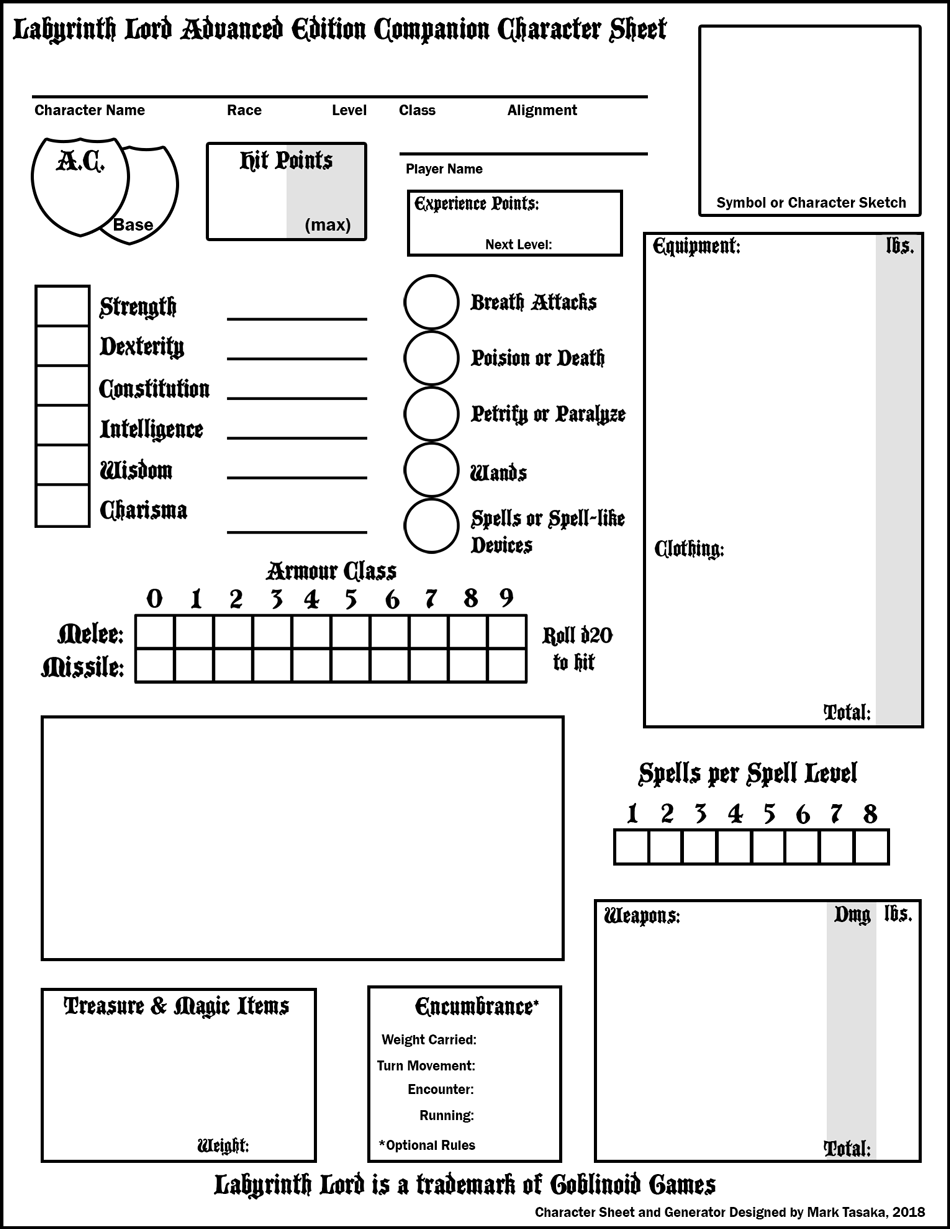 Labyrinth Lord Advanced Edition Companion Character Sheet
Character Name Race Level Class Alignment
Player Name
Symbol or Character Sketch
A.C.
Base
Hit Points
(max)
Experience Points:
Next Level:
Equipment: lbs.
Clothing:
Total:
Strength
Dexterity
Constitution
Intelligence
Wisdom
Charisma
Breath Attacks
Poision or Death
Petrify or Paralyze
Wands
Spells or Spell-like
Devices
Armour Class
0 1 2 3 4 5 6 7 8 9
Melee:
Missile:
Roll d20
to hit
Spells per Spell Level
1 2 3 4 5 6 7 8
Weapons: Dmg lbs.
Total:
Treasure & Magic Items
Weight:
Encumbrance*
Weight Carried:
Turn Movement:
Encounter:
Running:
*Optional Rules
Labyrinth Lord is a trademark of Goblinoid Games
Character Sheet and Generator Designed by Mark Tasaka, 2018